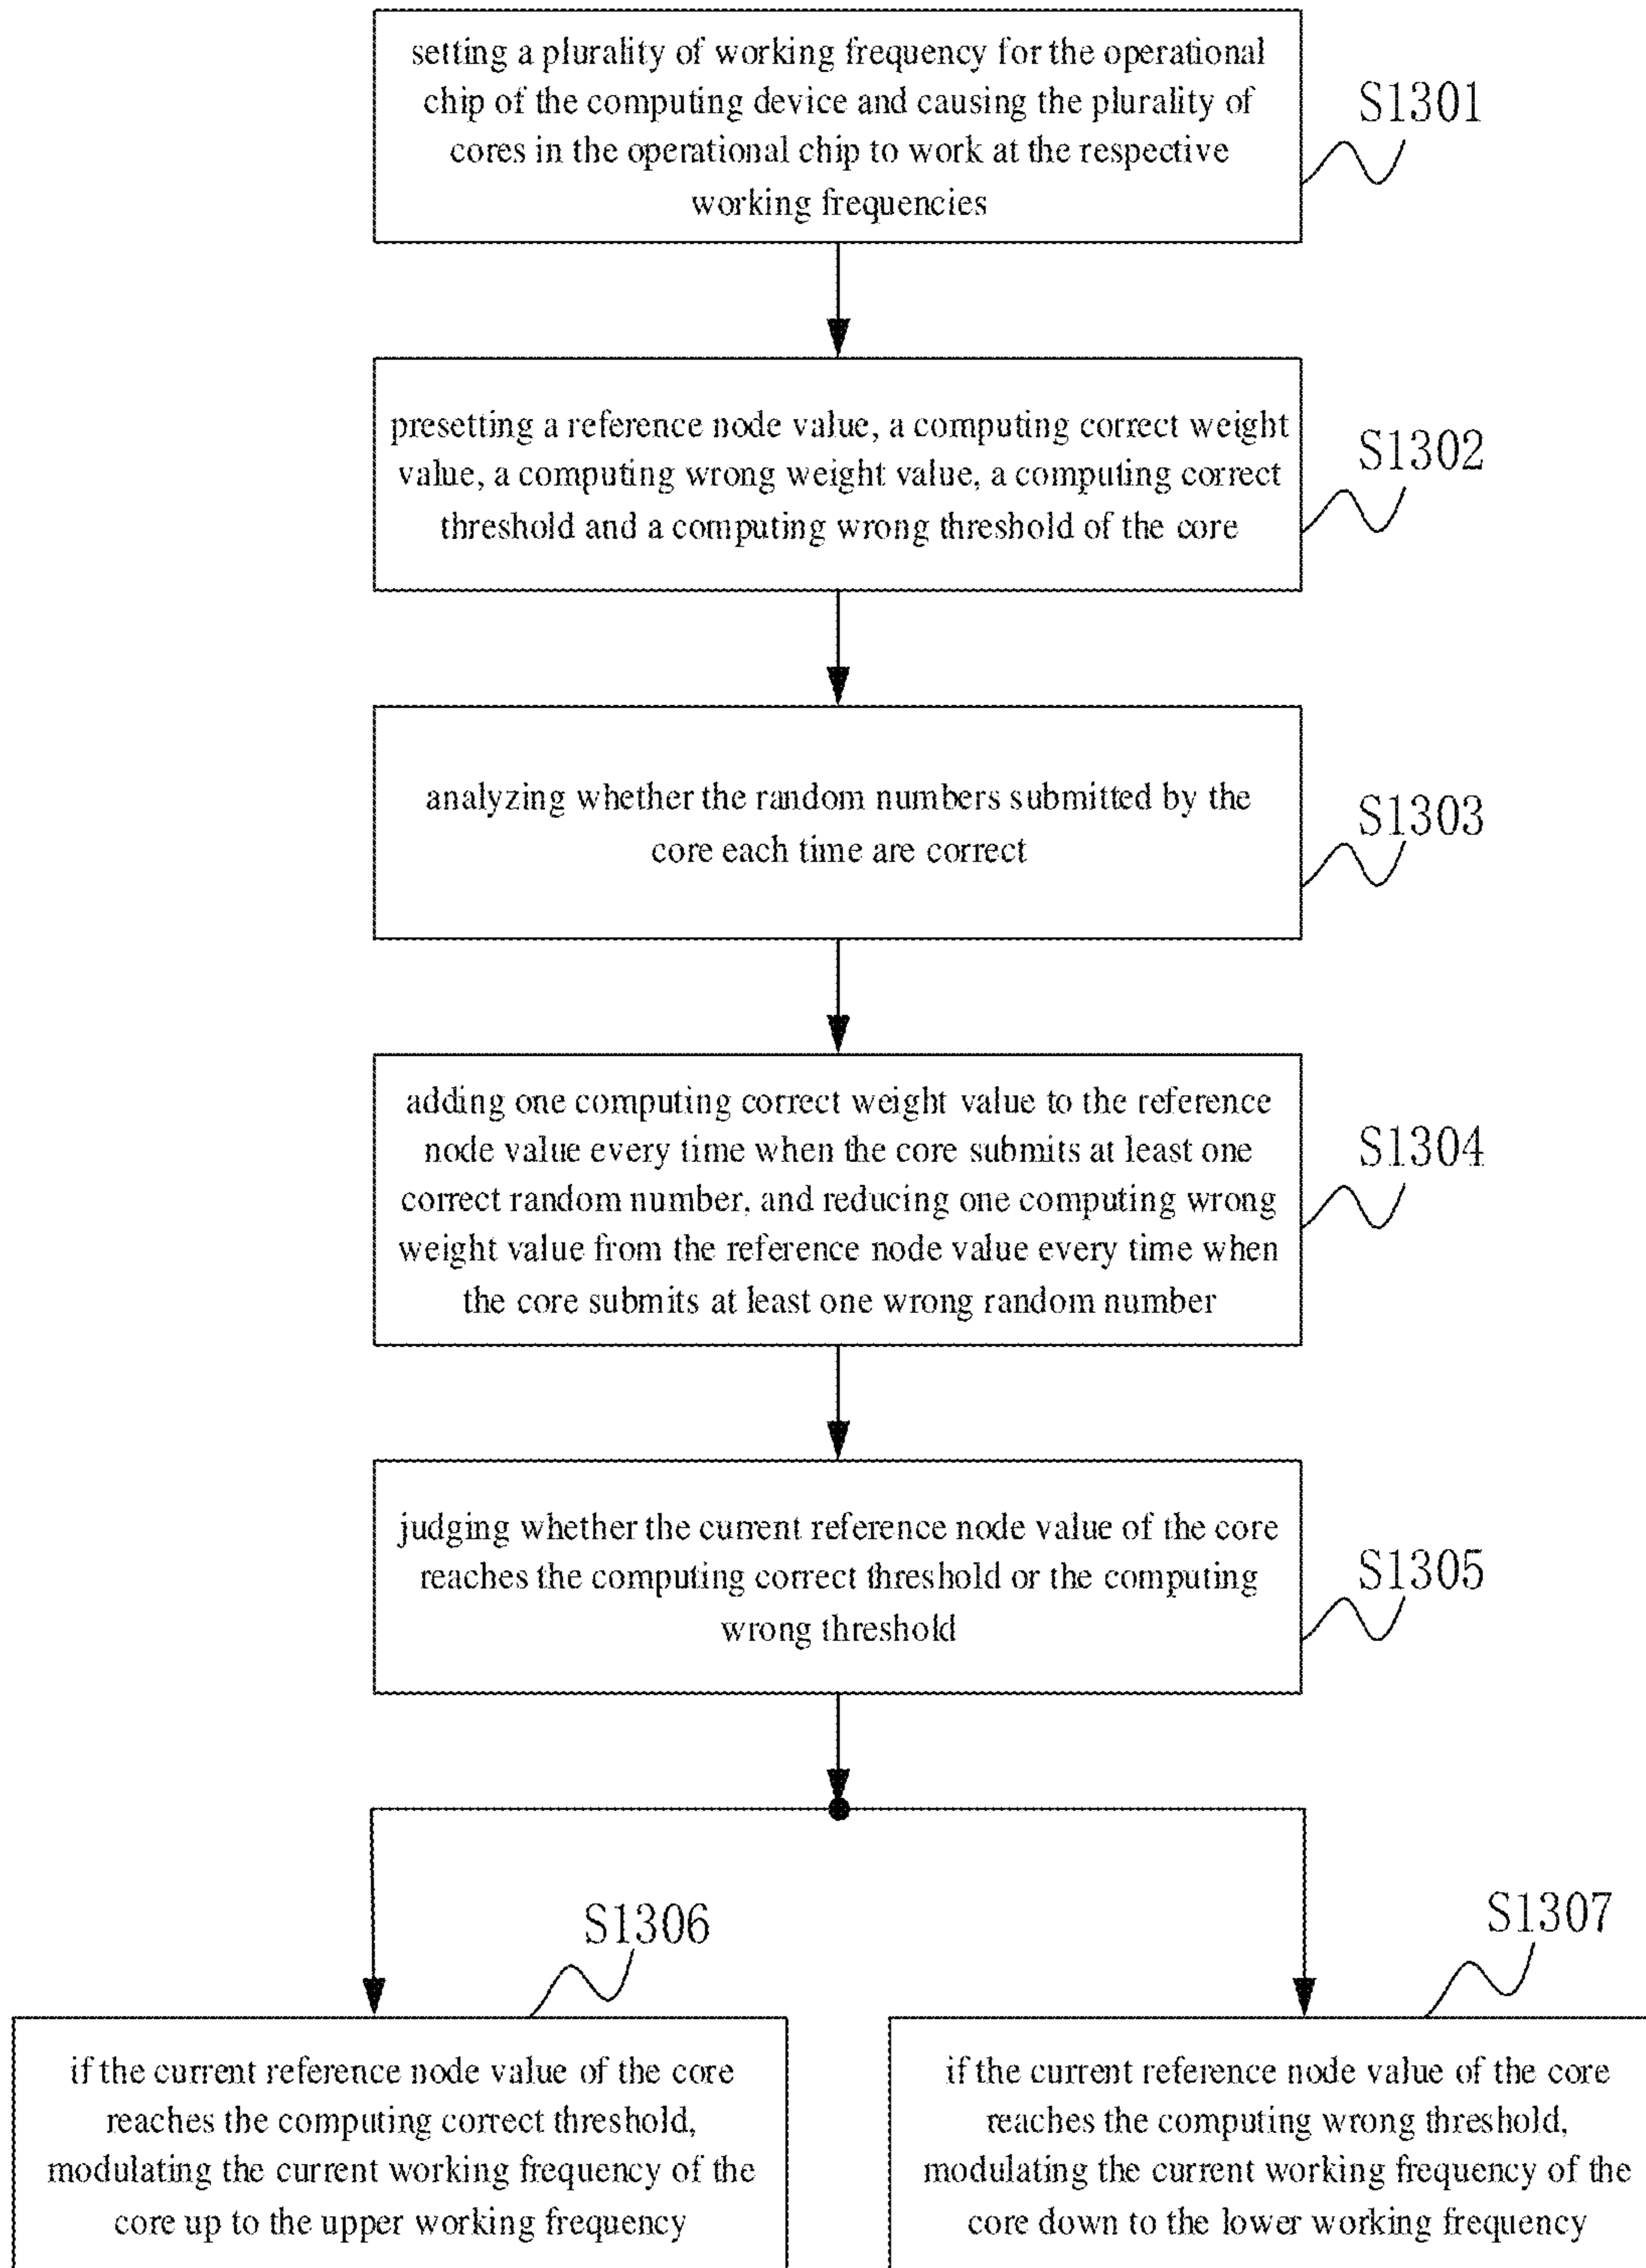 setting a plurality of working frequency for the operational
chip of the computing device and causing the plurality of
cores in the operational chip to work at the respective
working frequencies
S1301
presetting a reference node value, a computing correct weight
value, a computing wrong weight value, a computing correct
threshold and a computing wrong threshold of the core
S1302
analyzing whether the random numbers submitted by the
core each time are correct
S1303
adding one computing correct weight value to the reference
node value every time when the core submits at least one
correct random number, and reducing one computing wrong
weight value from the reference node value every time when
the core submits at least one wrong random number
S1304
judging whether the current reference node value of the core
reaches the computing correct threshold or the computing
wrong threshold
S1305
S1306
if the current reference node value of the core
reaches the computing correct threshold,
modulating the current working frequency of the
core up to the upper working frequency
S1307
if the current reference node value of the core
reaches the computing wrong threshold,
modulating the current working frequency of the
core down to the lower working frequency